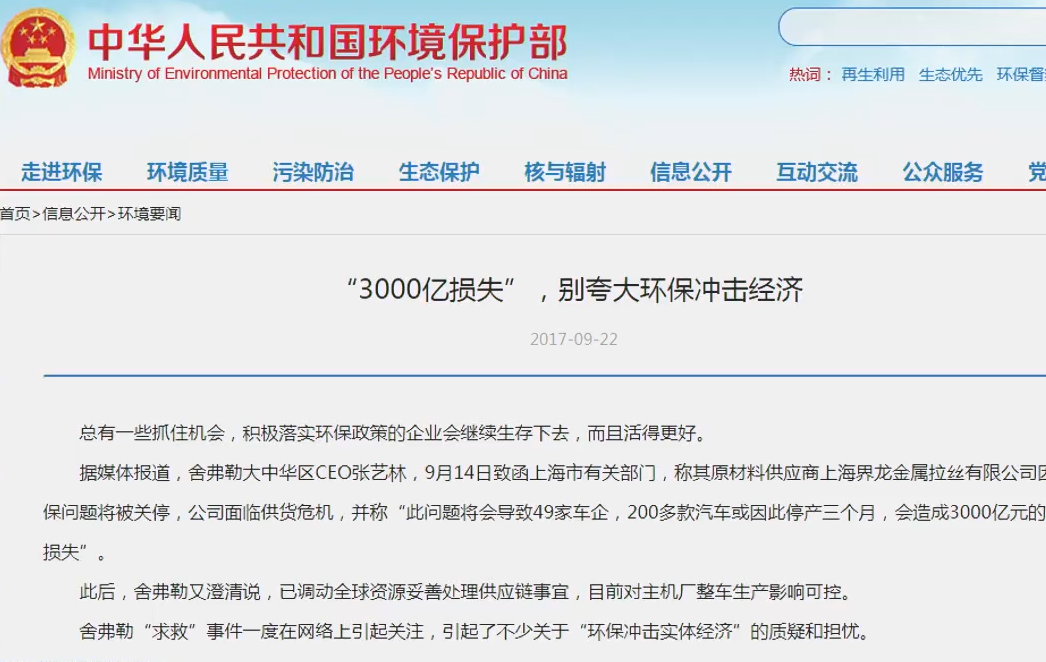 中华人民共和国环境保护部
Ministry of Environmental Protection of the People's Republic of China
热词： 再生利用 生态优先 环保督
走进环保 环境质量 污染防治 生态保护 核与辐射 信息公开 互动交流 公众服务 党
首页>信息公开>环境要闻
“3000亿损失”，别夸大环保冲击经济
2017-09-22
总有一些抓住机会，积极落实环保政策的企业会继续生存下去，而且活得更好。
据媒体报道，舍弗勒大中华区CEO张艺林，9月14日致函上海市有关部门，称其原材料供应商上海界龙金属拉丝有限公司因
保问题将被关停，公司面临供货危机，并称“此问题将会导致49家车企，200多款汽车或因此停产三个月，会造成3000亿元的
损失”。
此后，舍弗勒又澄清说，已调动全球资源妥善处理供应链事宜，目前对主机厂整车生产影响可控。
舍弗勒“求救”事件一度在网络上引起关注，引起了不少关于“环保冲击实体经济”的质疑和担忧。